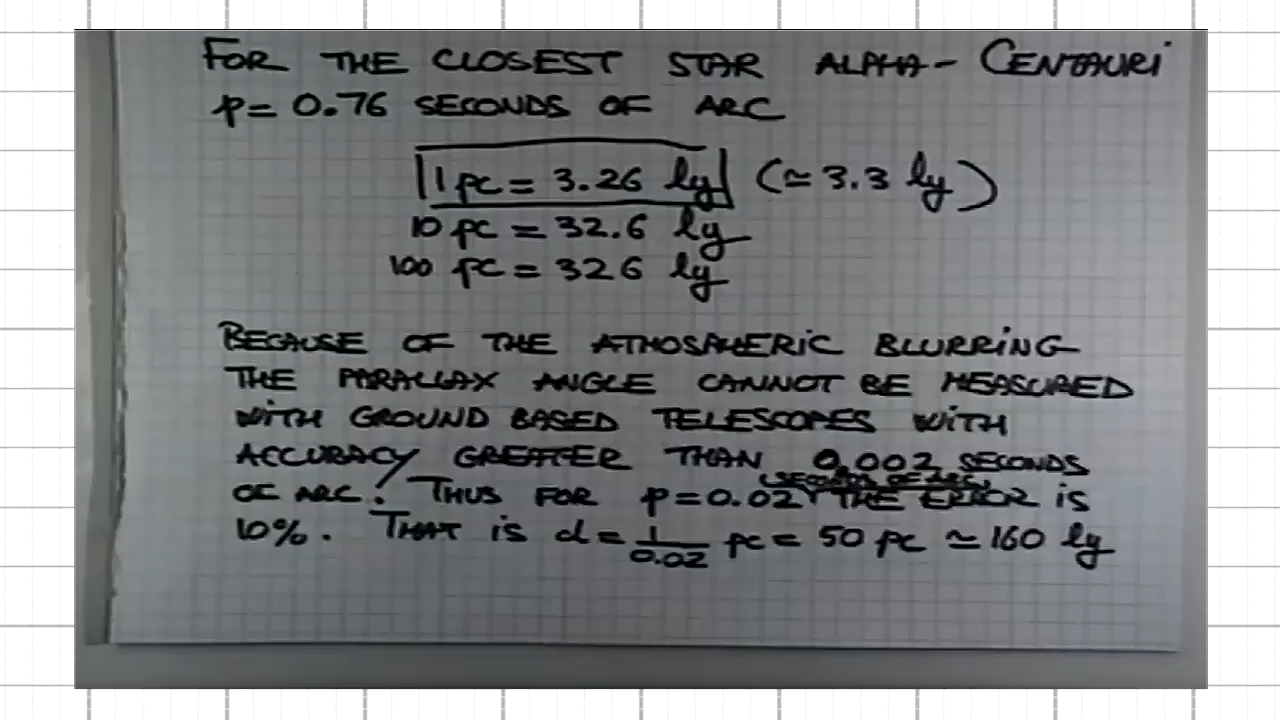 FOR THE CLOSEST STAR ALPHA-CENTAURI
p = 0.76 SECONDS OF ARC
1 pc = 3.26 ly (≃ 3.3 ly)
10 pc = 32.6 ly
100 pc = 326 ly
BECAUSE OF THE ATMOSPHERIC BLURRING
THE PARALLAX ANGLE CANNOT BE MEASURED
WITH GROUND BASED TELESCOPES WITH
ACCURACY GREATER THAN 0.002 SECONDS
OF ARC. THUS FOR p = 0.02 (SECONDS OF ARC) THE ERROR IS
10%. THAT IS d = 1/0.02 pc = 50 pc ≃ 160 ly